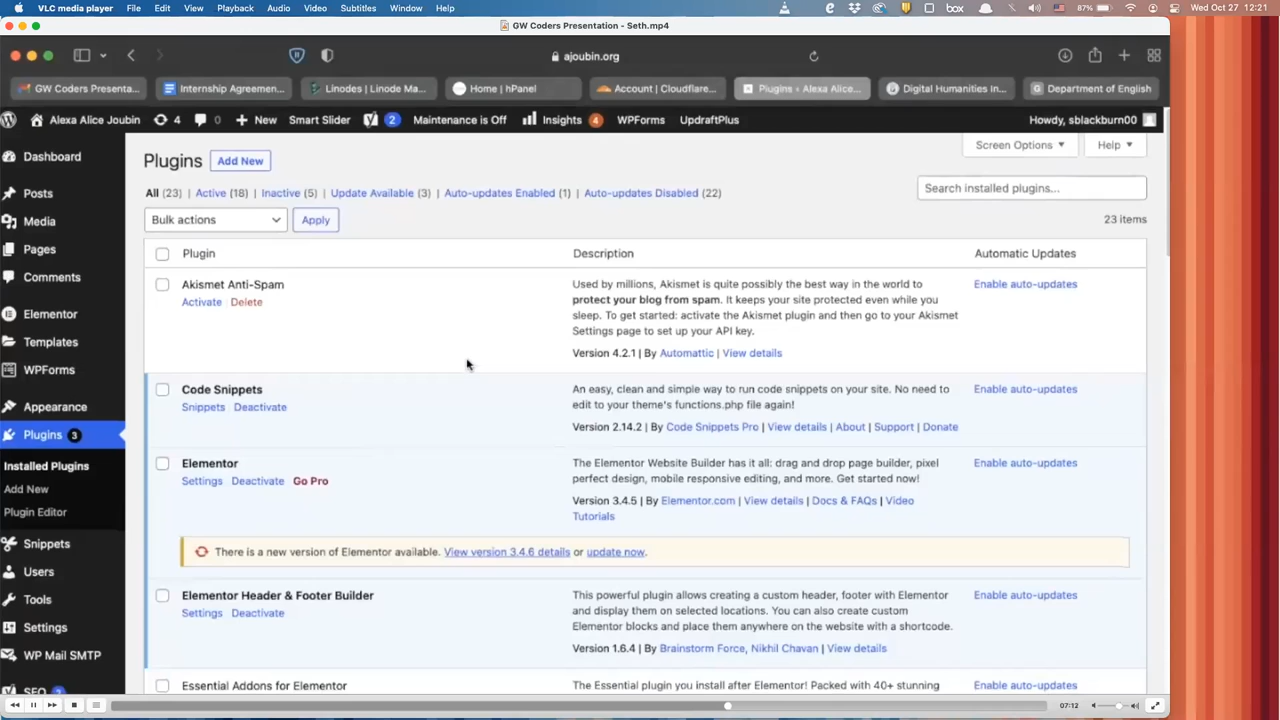 VLC media player File Edit View Playback Audio Video Subtitles Window Help
box 87% Wed Oct 27 12:21
GW Coders Presentation - Seth.mp4
ajoubin.org
GW Coders Presenta...
Internship Agreemen...
Linodes | Linode Ma...
Home | hPanel
Account | Cloudflare...
Plugins ‹ Alexa Alice...
Digital Humanities In...
Department of English
Alexa Alice Joubin 4 0 New Smart Slider 2 Maintenance is Off Insights 4 WPForms UpdraftPlus Howdy, sblackburn00
Dashboard
Posts
Media
Pages
Comments
Elementor
Templates
WPForms
Appearance
Plugins 3
Installed Plugins
Add New
Plugin Editor
Snippets
Users
Tools
Settings
WP Mail SMTP
SEO
Screen Options Help
Plugins Add New
All (23) | Active (18) | Inactive (5) | Update Available (3) | Auto-updates Enabled (1) | Auto-updates Disabled (22)
Search installed plugins...
Bulk actions Apply
23 items
Plugin Description Automatic Updates
Akismet Anti-Spam
Activate | Delete
Used by millions, Akismet is quite possibly the best way in the world to
protect your blog from spam. It keeps your site protected even while you
sleep. To get started: activate the Akismet plugin and then go to your Akismet
Settings page to set up your API key.
Version 4.2.1 | By Automattic | View details
Enable auto-updates
Code Snippets
Snippets Deactivate
An easy, clean and simple way to run code snippets on your site. No need to
edit to your theme's functions.php file again!
Version 2.14.2 | By Code Snippets Pro | View details | About | Support | Donate
Enable auto-updates
Elementor
Settings Deactivate Go Pro
The Elementor Website Builder has it all: drag and drop page builder, pixel
perfect design, mobile responsive editing, and more. Get started now!
Version 3.4.5 | By Elementor.com | View details | Docs & FAQs | Video
Tutorials
Enable auto-updates
There is a new version of Elementor available. View version 3.4.6 details or update now.
Elementor Header & Footer Builder
Settings Deactivate
This powerful plugin allows creating a custom header, footer with Elementor
and display them on selected locations. You can also create custom
Elementor blocks and place them anywhere on the website with a shortcode.
Version 1.6.4 | By Brainstorm Force, Nikhil Chavan | View details
Enable auto-updates
Essential Addons for Elementor
The Essential plugin you install after Elementor! Packed with 40+ stunning
Enable auto-updates
07:12